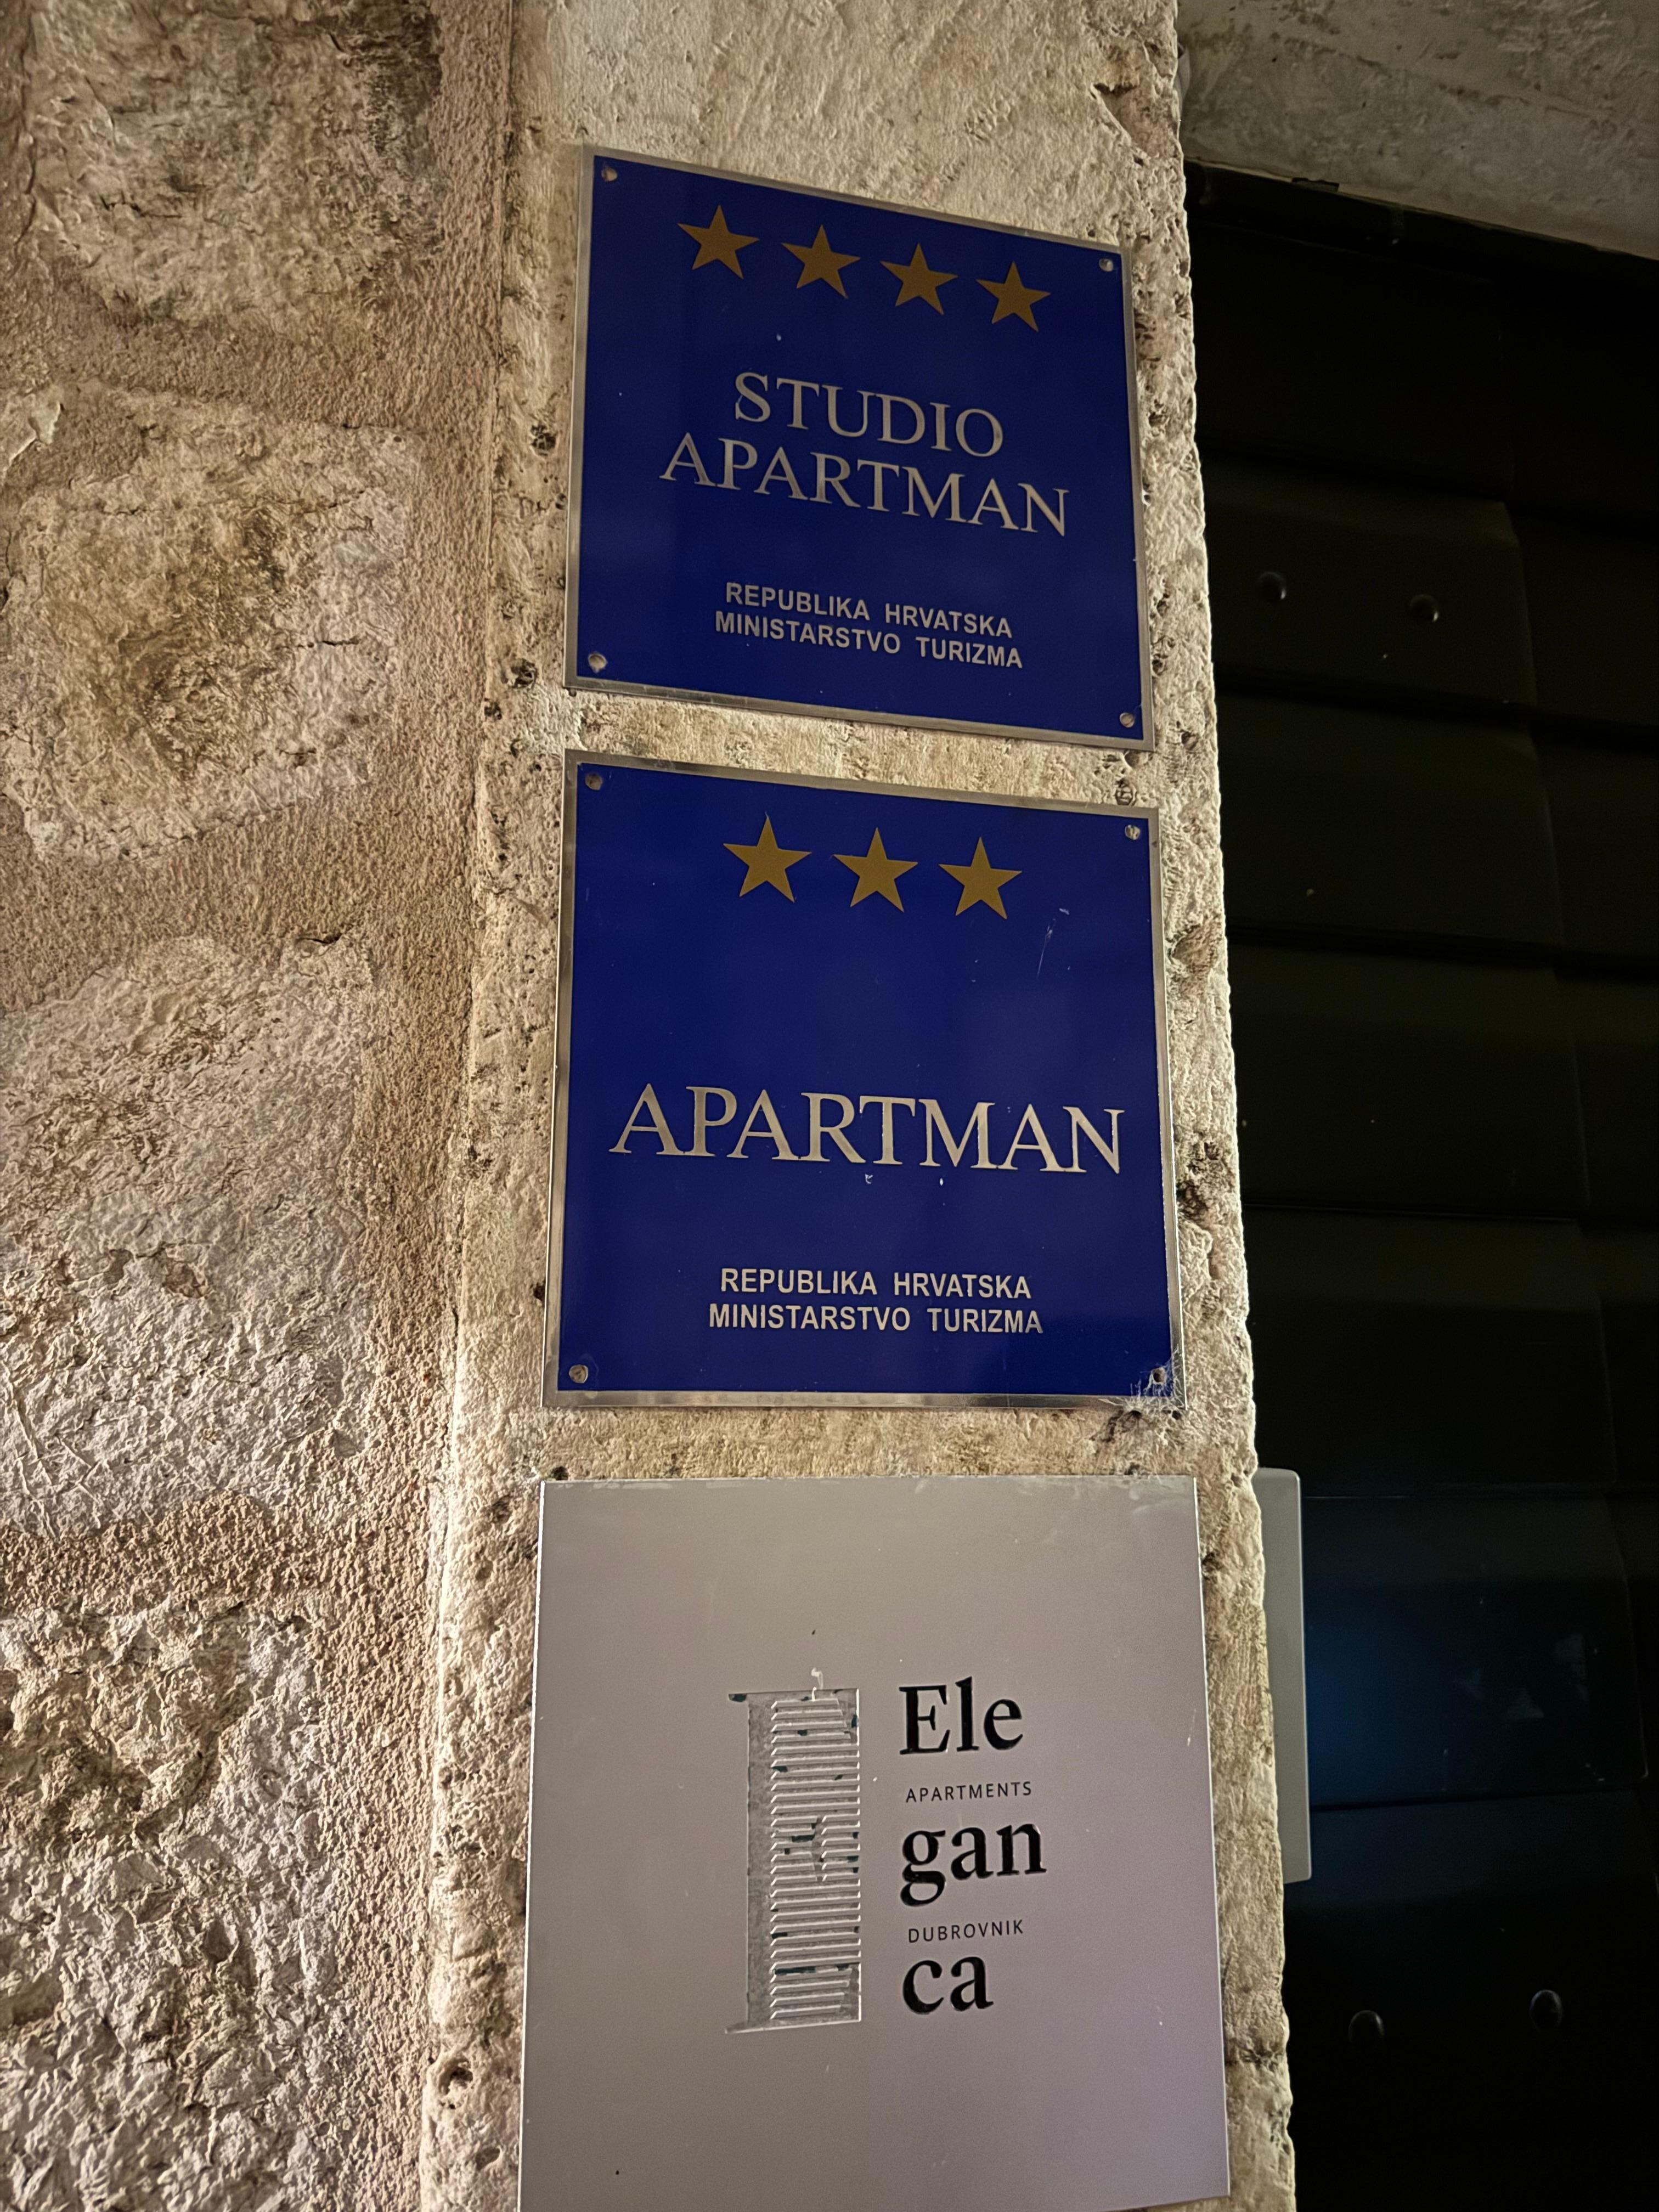 STUDIO
APARTMAN
REPUBLIKA HRVATSKA
MINISTARSTVO TURIZMA
APARTMAN
REPUBLIKA HRVATSKA
MINISTARSTVO TURIZMA
Ele
APARTMENTS
gan
DUBROVNIK
ca